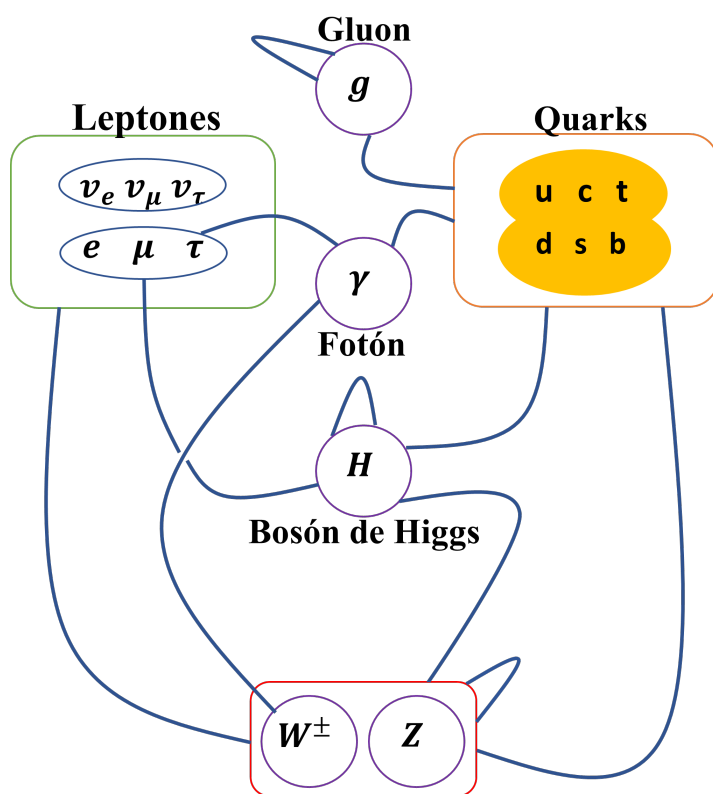 Gluon
g
Leptones
Quarks
νe νμ ντ
e μ τ
u c t
d s b
γ
Fotón
H
Bosón de Higgs
W± Z